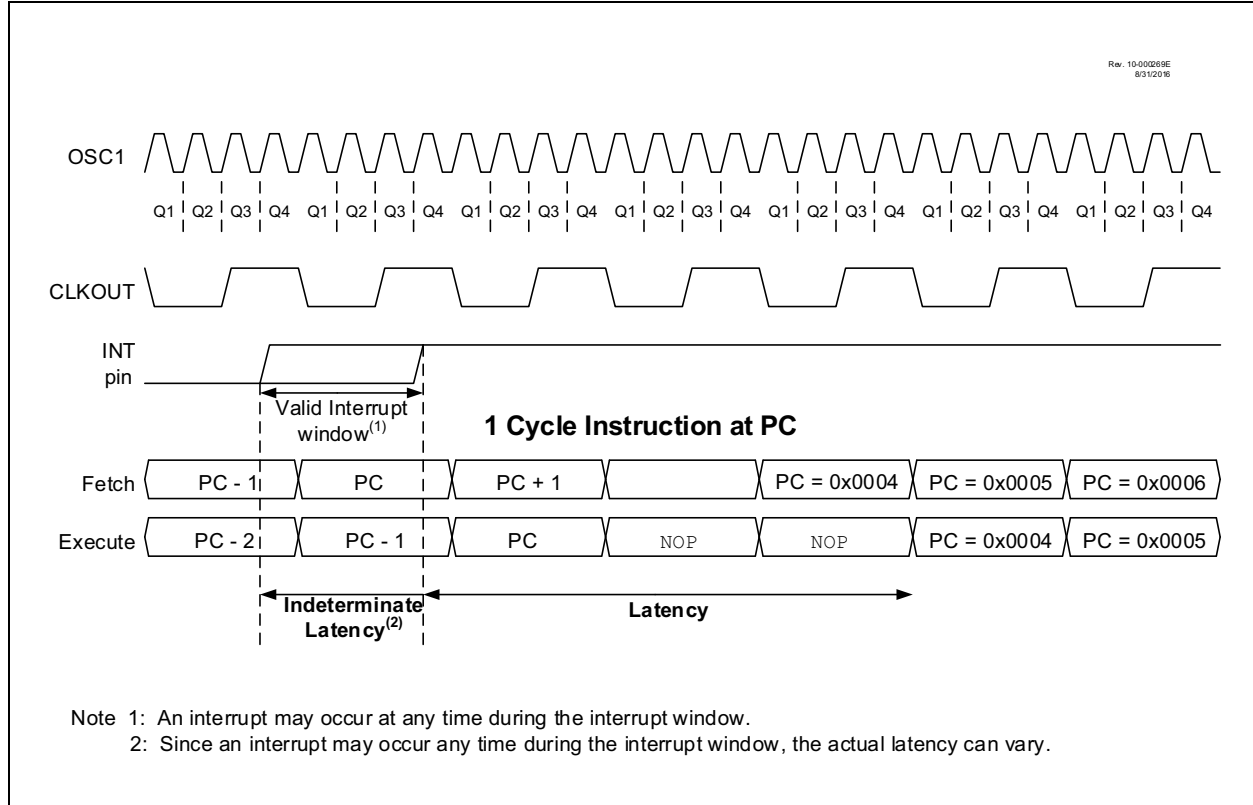 Rev. 10-000269E
8/31/2016
OSC1
Q1 Q2 Q3 Q4 Q1 Q2 Q3 Q4 Q1 Q2 Q3 Q4 Q1 Q2 Q3 Q4 Q1 Q2 Q3 Q4 Q1 Q2 Q3 Q4 Q1 Q2 Q3 Q4
CLKOUT
INT
pin
Valid Interrupt
window(1)
1 Cycle Instruction at PC
Fetch PC - 1 PC PC + 1 PC = 0x0004 PC = 0x0005 PC = 0x0006
Execute PC - 2 PC - 1 PC NOP NOP PC = 0x0004 PC = 0x0005
Indeterminate
Latency(2)
Latency
Note 1: An interrupt may occur at any time during the interrupt window.
2: Since an interrupt may occur any time during the interrupt window, the actual latency can vary.